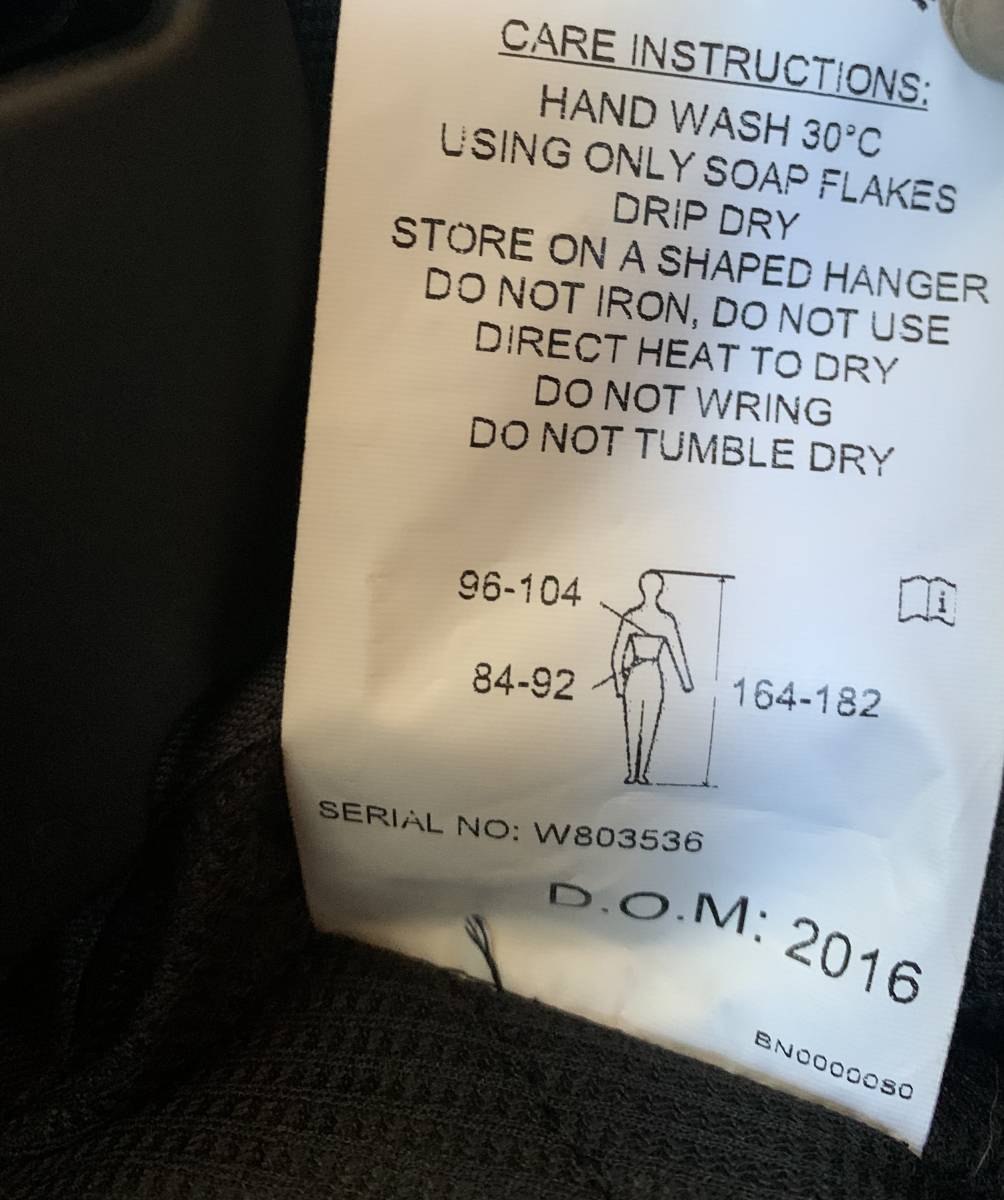 CARE INSTRUCTIONS:
HAND WASH 30°C
USING ONLY SOAP FLAKES
DRIP DRY
STORE ON A SHAPED HANGER
DO NOT IRON, DO NOT USE
DIRECT HEAT TO DRY
DO NOT WRING
DO NOT TUMBLE DRY
96-104
i
84-92
164-182
SERIAL NO: W803536
D.O.M: 2016
BN0000080